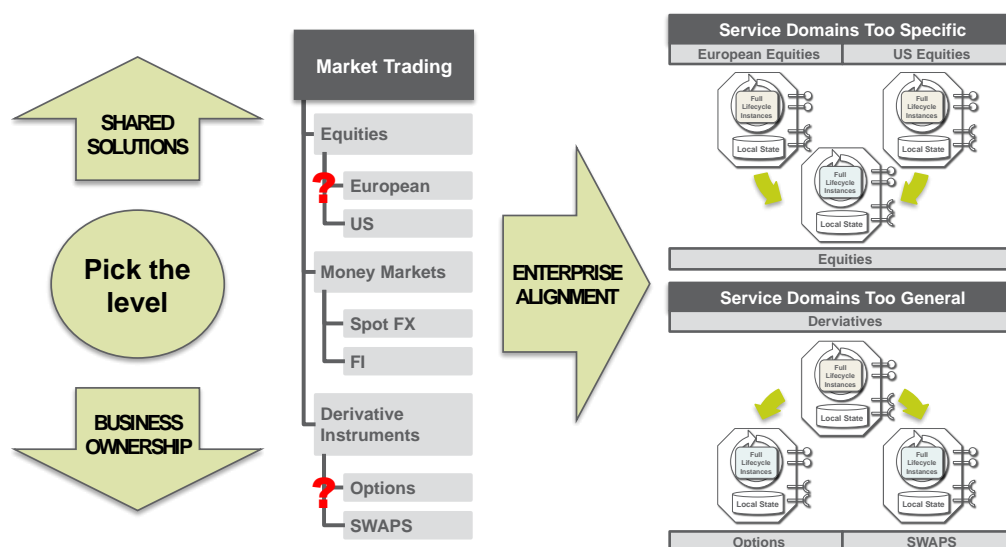 SHARED
SOLUTIONS
Pick the
level
BUSINESS
OWNERSHIP
Market Trading
Equities
?
European
US
Money Markets
Spot FX
FI
Derivative
Instruments
?
Options
SWAPS
ENTERPRISE
ALIGNMENT
Service Domains Too Specific
European Equities
US Equities
Full
Lifecycle
Instances
Local State
Full
Lifecycle
Instances
Local State
Full
Lifecycle
Instances
Local State
Equities
Service Domains Too General
Derviatives
Full
Lifecycle
Instances
Local State
Full
Lifecycle
Instances
Local State
Full
Lifecycle
Instances
Local State
Options
SWAPS